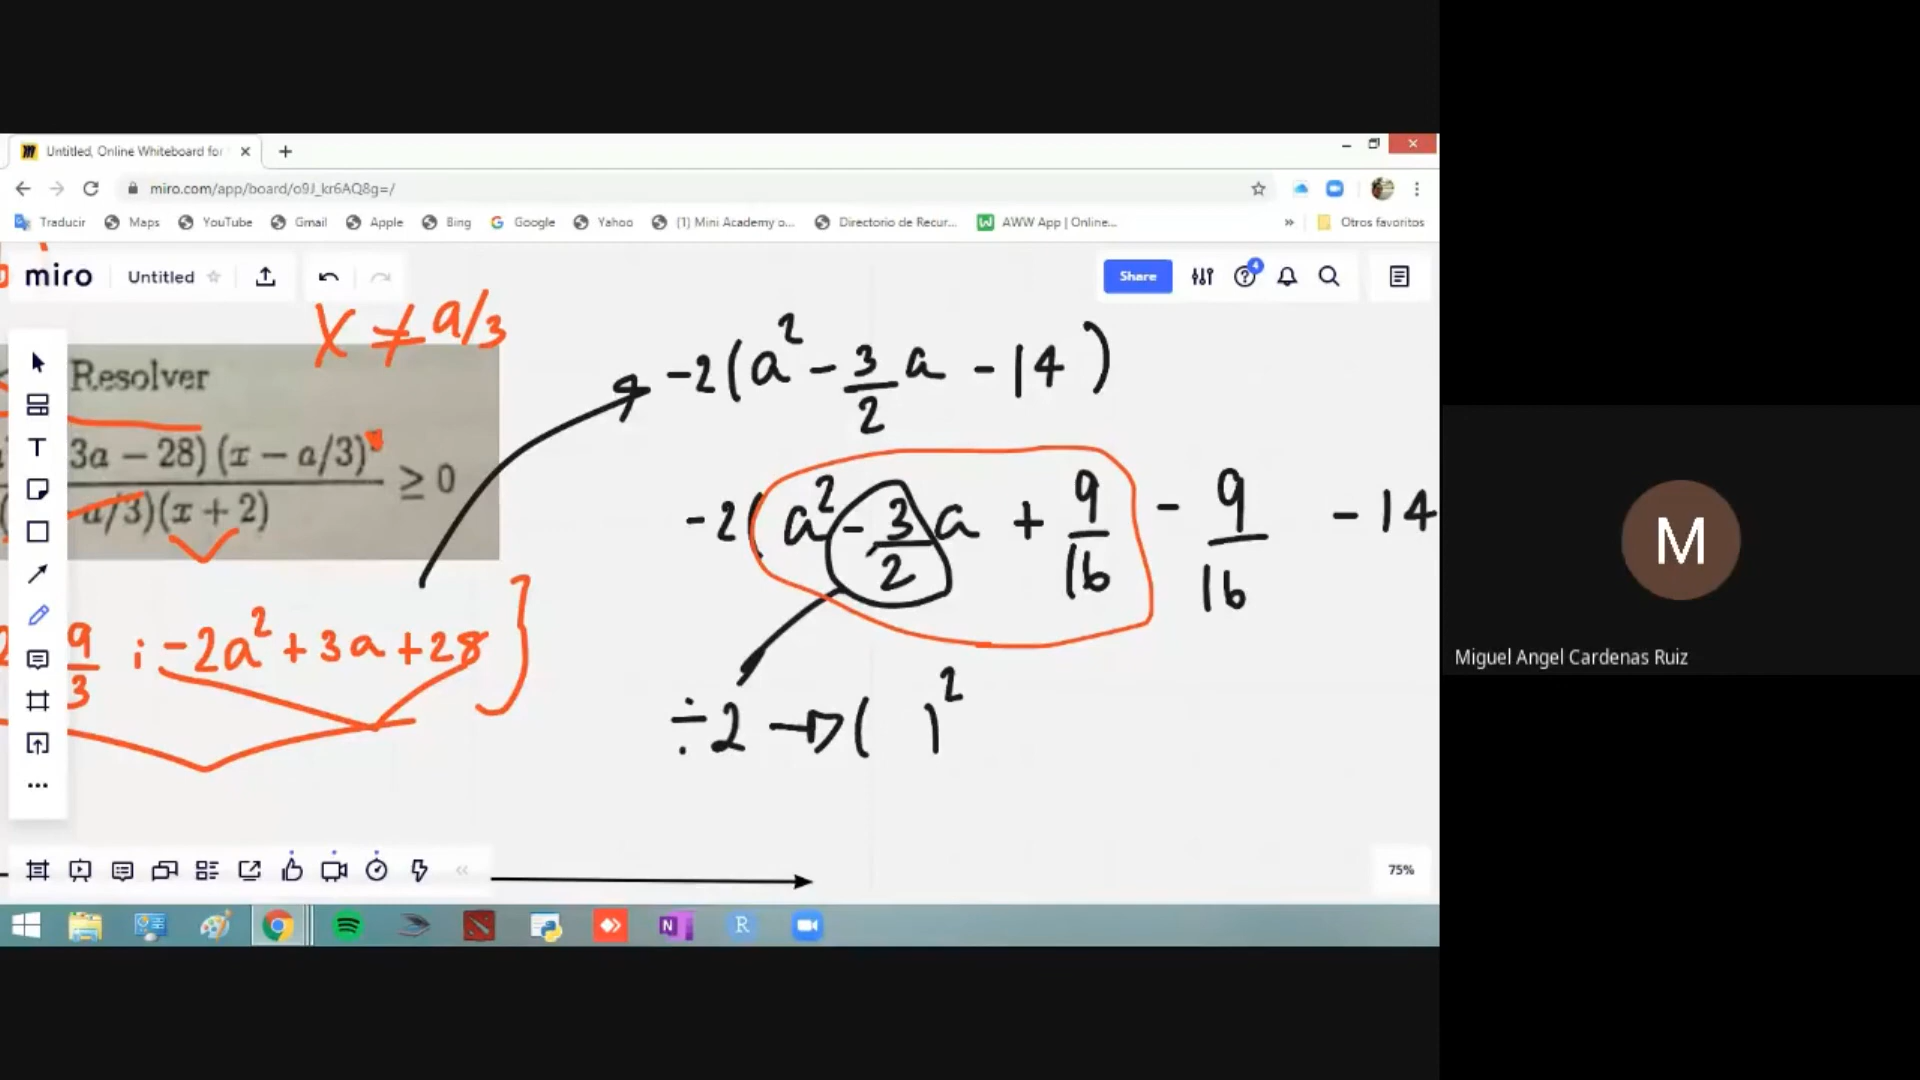 Untitled, Online Whiteboard for
miro.com/app/board/o9J_kr6AQ8g=/
Traducir Maps YouTube Gmail Apple Bing Google Yahoo (1) Mini Academy o... Directorio de Recur... AWW App | Online... » Otros favoritos
miro Untitled Share 4
X ≠ a/3
Resolver
3a − 28) (x − a/3)
a/3)(x + 2)
≥ 0
9/3 ; -2a² + 3a + 28 }
-2(a² - 3/2 a - 14)
-2(a² - 3/2 a + 9/16 - 9/16 - 14
÷2 → ( )²
75%
M
Miguel Angel Cardenas Ruiz